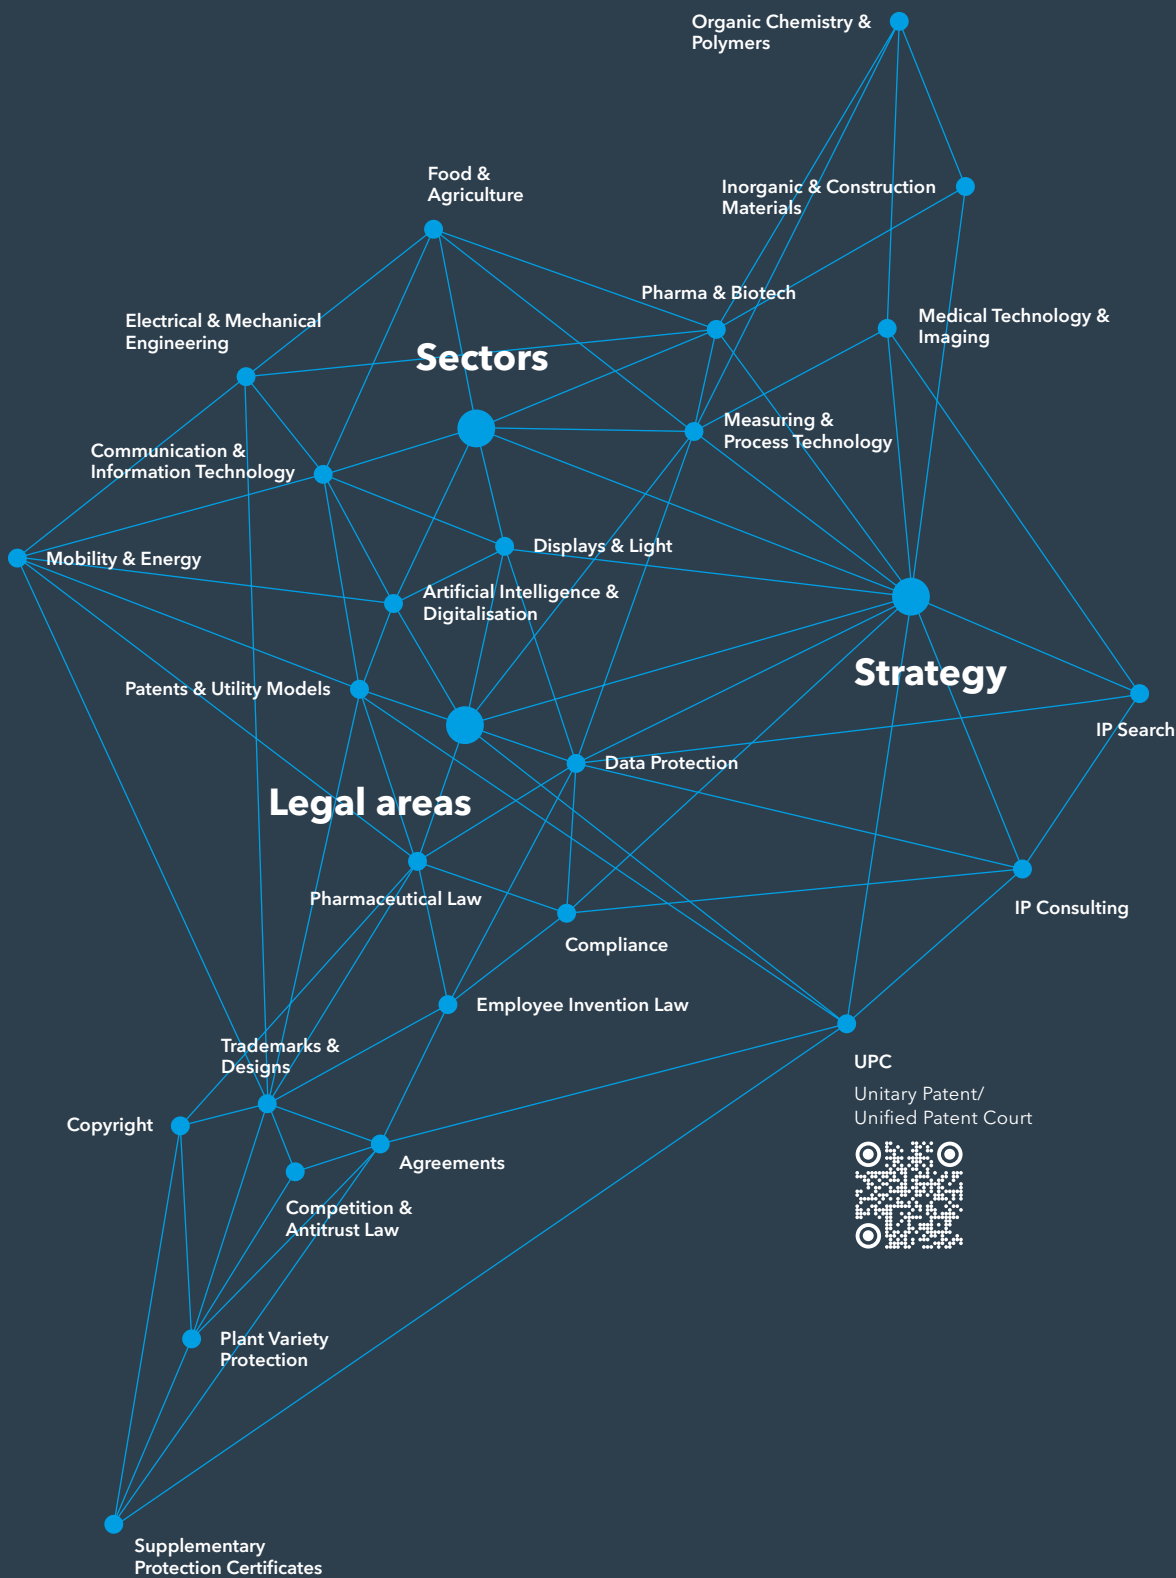 Organic Chemistry &
Polymers
Food &
Agriculture
Inorganic & Construction
Materials
Pharma & Biotech
Electrical & Mechanical
Engineering
Medical Technology &
Imaging
Sectors
Measuring &
Process Technology
Communication &
Information Technology
Mobility & Energy
Displays & Light
Artificial Intelligence &
Digitalisation
Strategy
Patents & Utility Models
IP Search
Data Protection
Legal areas
Pharmaceutical Law
IP Consulting
Compliance
Employee Invention Law
Trademarks &
Designs
UPC
Unitary Patent/
Unified Patent Court
Copyright
Agreements
Competition &
Antitrust Law
Plant Variety
Protection
Supplementary
Protection Certificates